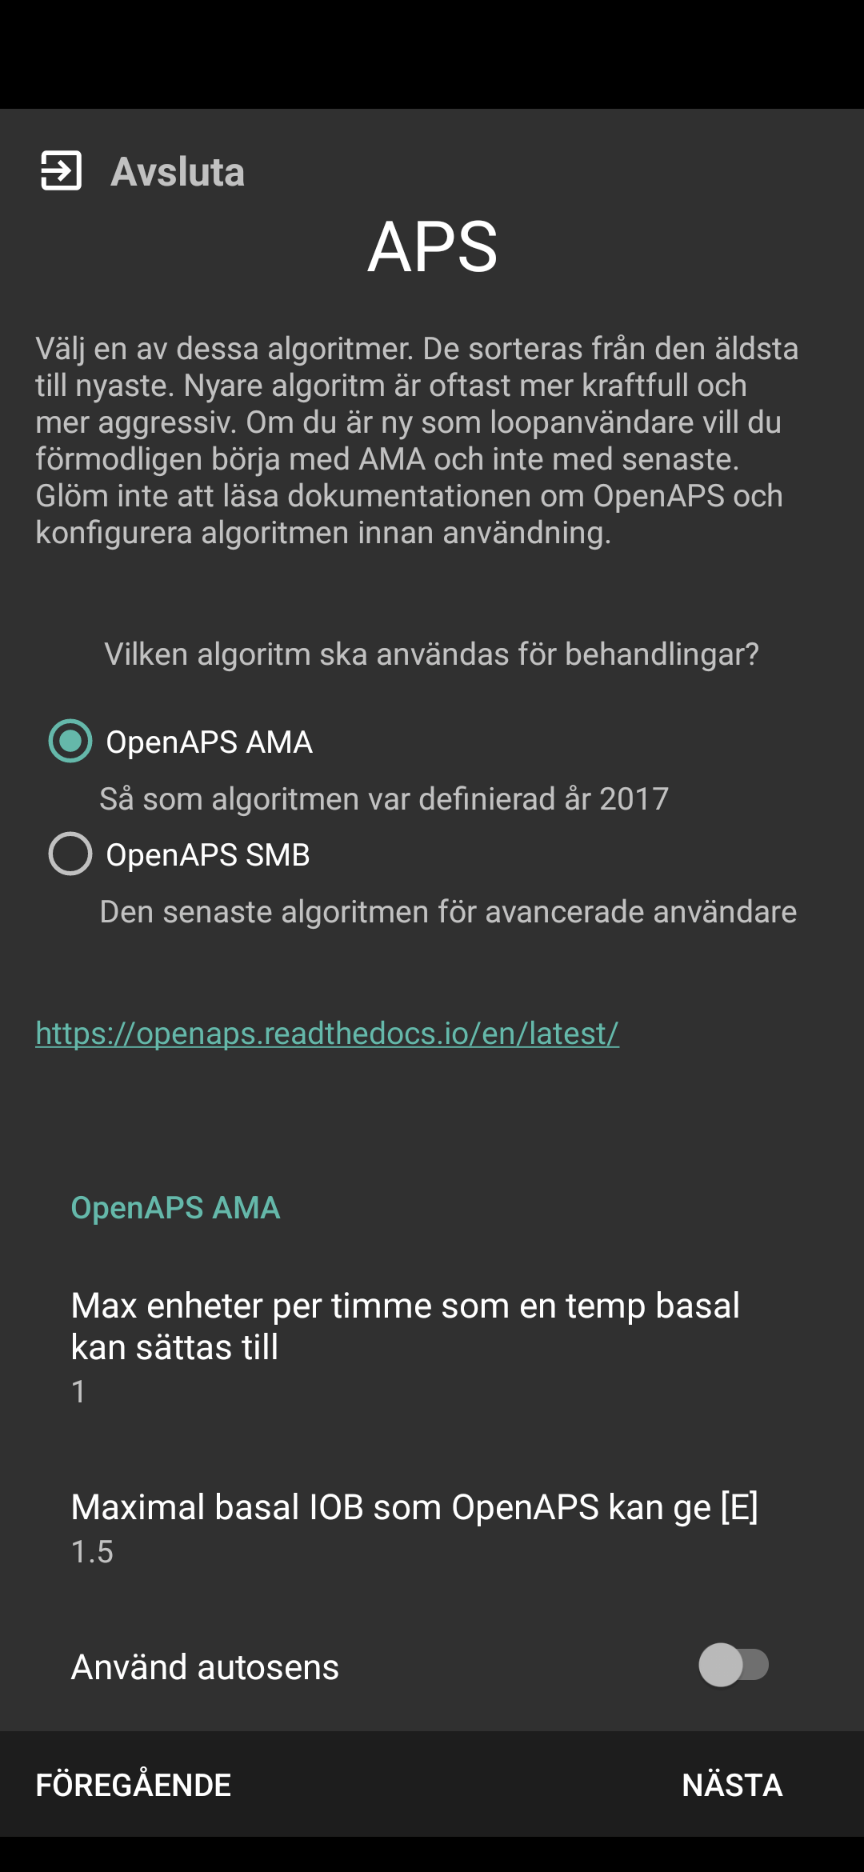 Avsluta
APS
Välj en av dessa algoritmer. De sorteras från den äldsta
till nyaste. Nyare algoritm är oftast mer kraftfull och
mer aggressiv. Om du är ny som loopanvändare vill du
förmodligen börja med AMA och inte med senaste.
Glöm inte att läsa dokumentationen om OpenAPS och
konfigurera algoritmen innan användning.
Vilken algoritm ska användas för behandlingar?
OpenAPS AMA
Så som algoritmen var definierad år 2017
OpenAPS SMB
Den senaste algoritmen för avancerade användare
https://openaps.readthedocs.io/en/latest/
OpenAPS AMA
Max enheter per timme som en temp basal
kan sättas till
1
Maximal basal IOB som OpenAPS kan ge [E]
1.5
Använd autosens
FÖREGÅENDE NÄSTA